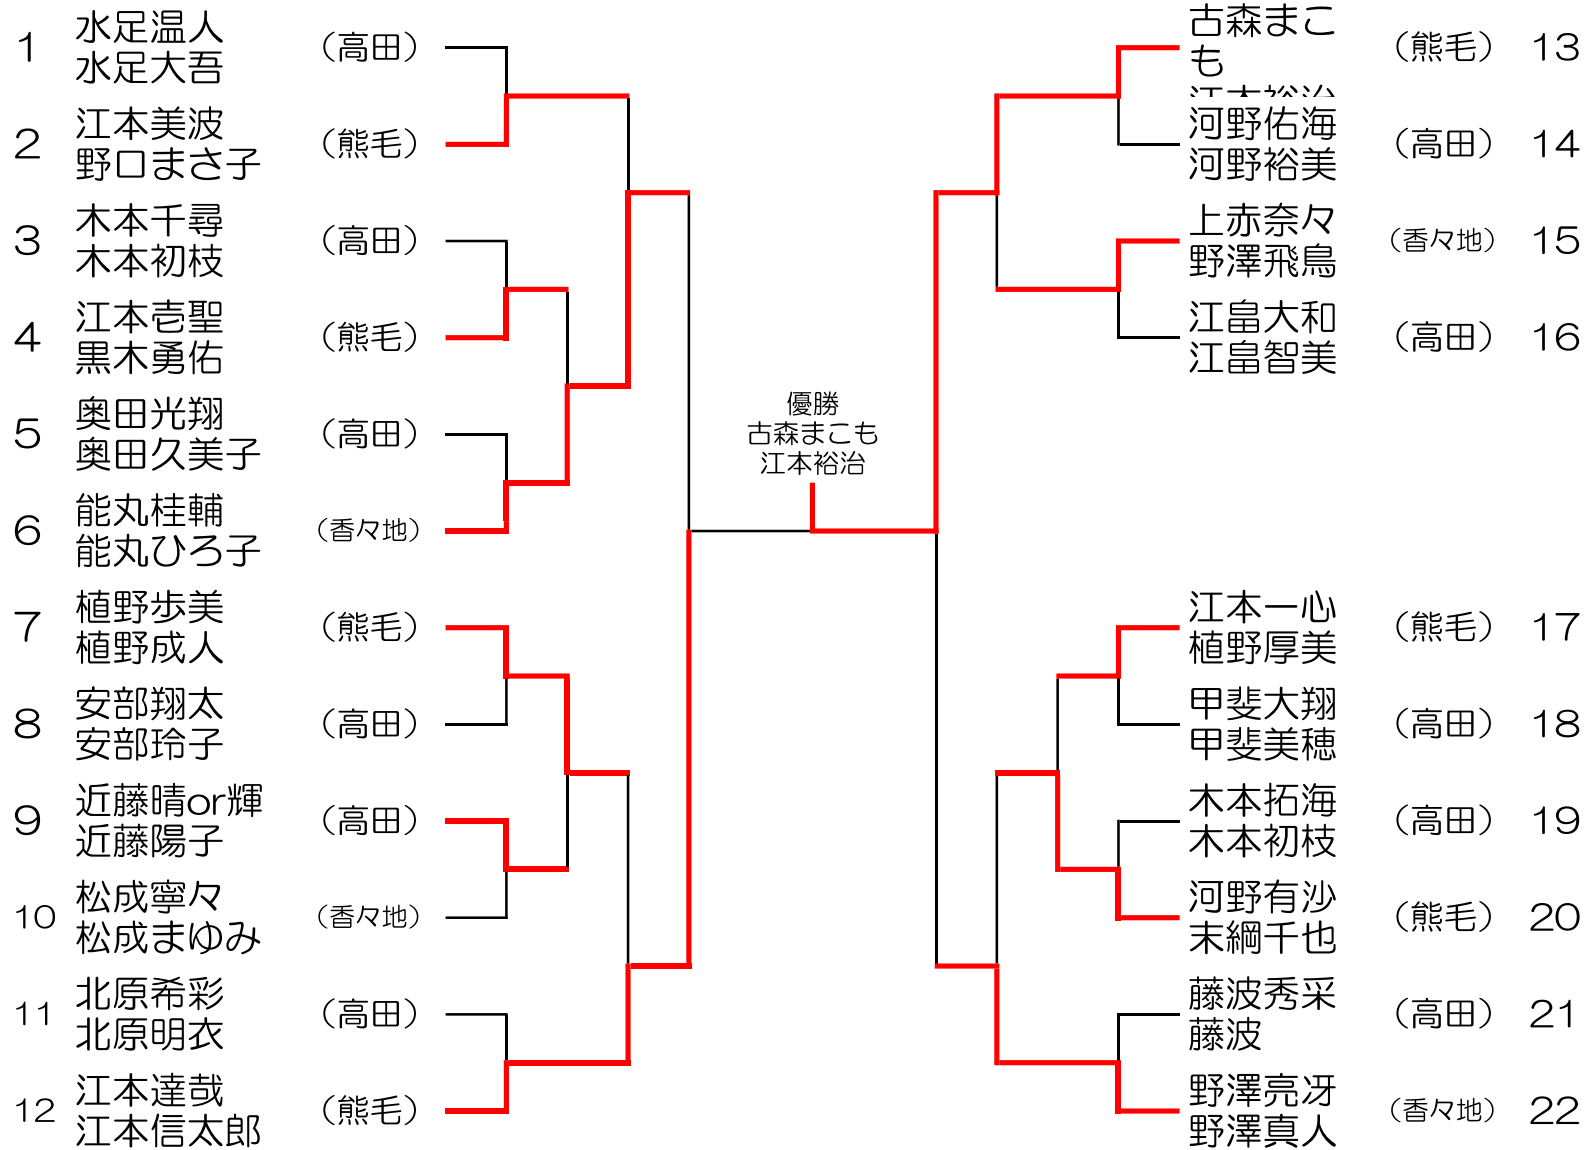 1
水足温人
水足大吾
（高田）
2
江本美波
野口まさ子
（熊毛）
3
木本千尋
木本初枝
（高田）
4
江本壱聖
黒木勇佑
（熊毛）
5
奥田光翔
奥田久美子
（高田）
6
能丸桂輔
能丸ひろ子
（香々地）
7
植野歩美
植野成人
（熊毛）
8
安部翔太
安部玲子
（高田）
9
近藤晴or輝
近藤陽子
（高田）
10
松成寧々
松成まゆみ
（香々地）
11
北原希彩
北原明衣
（高田）
12
江本達哉
江本信太郎
（熊毛）
優勝
古森まこも
江本裕治
古森まこ
も
江本裕治
（熊毛）
13
河野佑海
河野裕美
（高田）
14
上赤奈々
野澤飛鳥
（香々地）
15
江畠大和
江畠智美
（高田）
16
江本一心
植野厚美
（熊毛）
17
甲斐大翔
甲斐美穂
（高田）
18
木本拓海
木本初枝
（高田）
19
河野有沙
末綱千也
（熊毛）
20
藤波秀采
藤波
（高田）
21
野澤亮冴
野澤真人
（香々地）
22